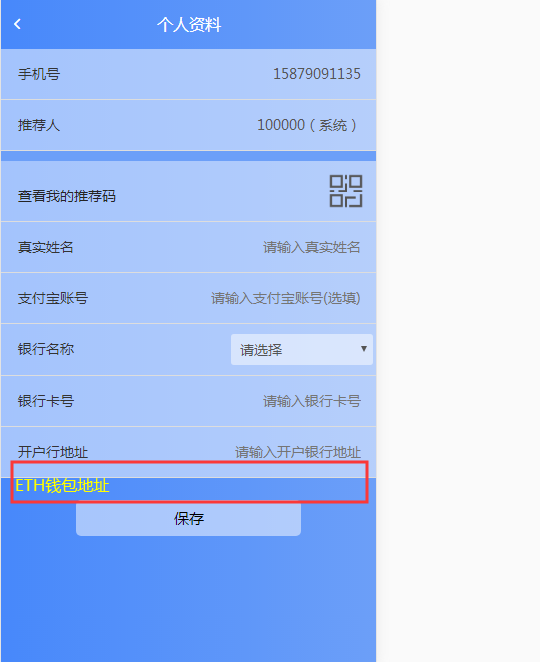 个人资料
手机号 15879091135
推荐人 100000（系统）
查看我的推荐码
真实姓名 请输入真实姓名
支付宝账号 请输入支付宝账号(选填)
银行名称 请选择
银行卡号 请输入银行卡号
开户行地址 请输入开户银行地址
ETH钱包地址
保存